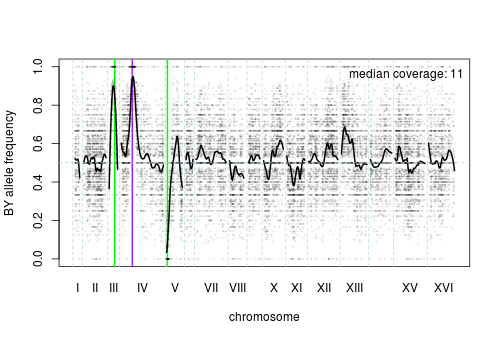 median coverage: 11
BY allele frequency
1.0
0.8
0.6
0.4
0.2
0.0
I II III IV V VII VIII X XI XII XIII XV XVI
chromosome